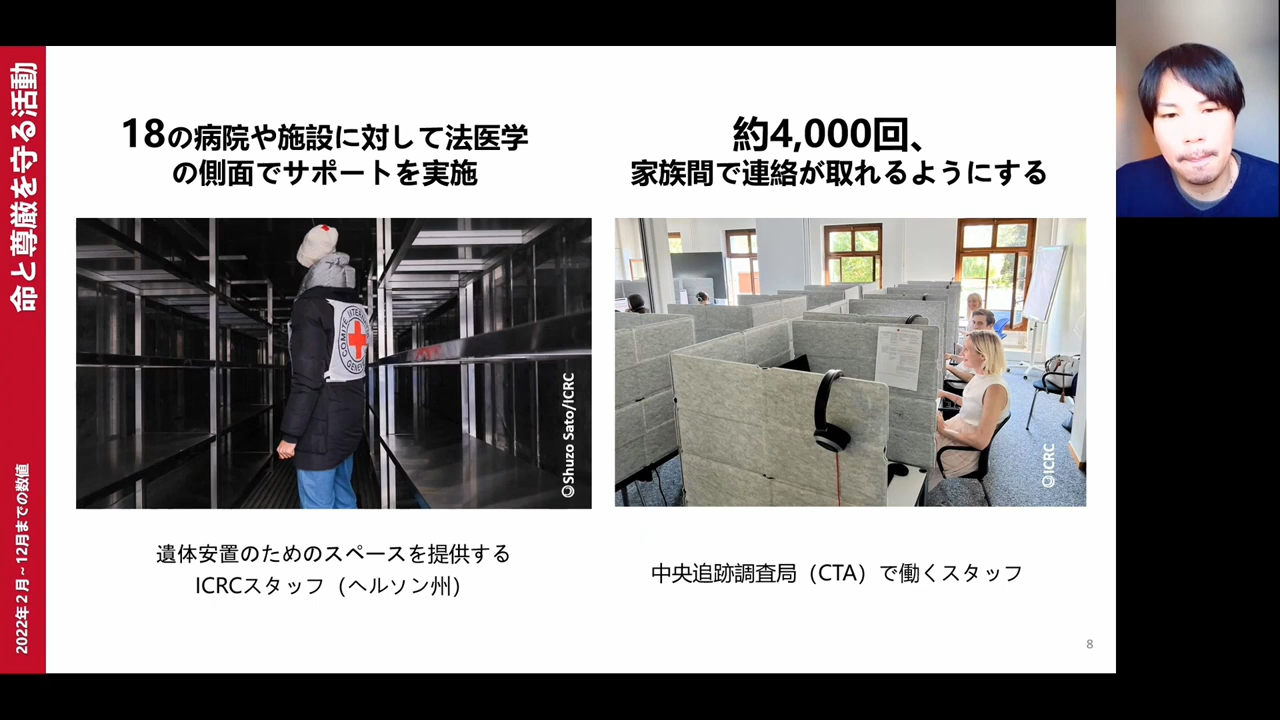 命と尊厳を守る活動
2022年2月~12月までの数値
18の病院や施設に対して法医学
の側面でサポートを実施
約4,000回、
家族間で連絡が取れるようにする
COMITE INTERNATIONAL
GENEVE
©Shuzo Sato/ICRC
©ICRC
遺体安置のためのスペースを提供する
ICRCスタッフ（ヘルソン州）
中央追跡調査局（CTA）で働くスタッフ
8